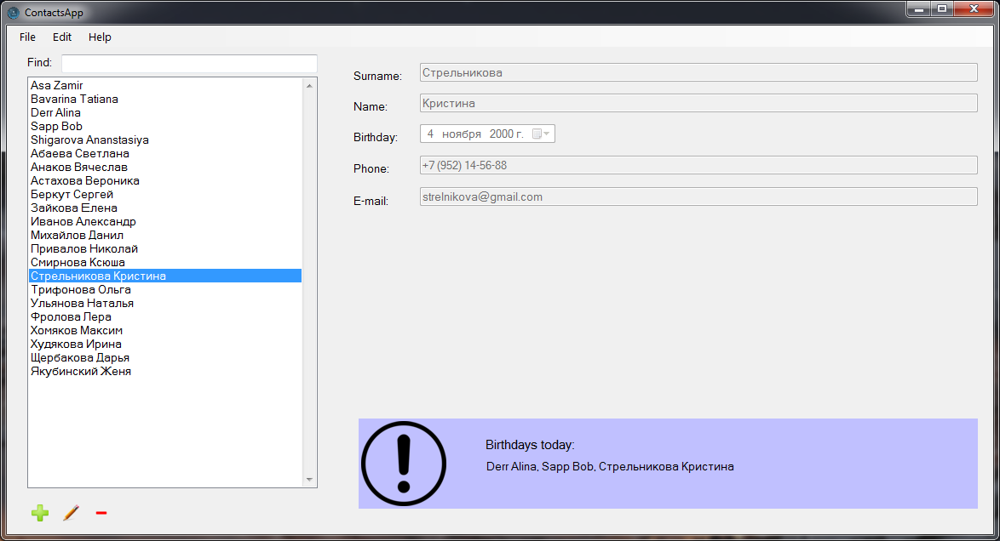 ContactsApp
File Edit Help
Find:
Asa Zamir
Bavarina Tatiana
Derr Alina
Sapp Bob
Shigarova Ananstasiya
Абаева Светлана
Анаков Вячеслав
Астахова Вероника
Беркут Сергей
Зайкова Елена
Иванов Александр
Михайлов Данил
Привалов Николай
Смирнова Ксюша
Стрельникова Кристина
Трифонова Ольга
Ульянова Наталья
Фролова Лера
Хомяков Максим
Худякова Ирина
Щербакова Дарья
Якубинский Женя
Surname: Стрельникова
Name: Кристина
Birthday: 4 ноября 2000 г.
Phone: +7 (952) 14-56-88
E-mail: strelnikova@gmail.com
Birthdays today:
Derr Alina, Sapp Bob, Стрельникова Кристина